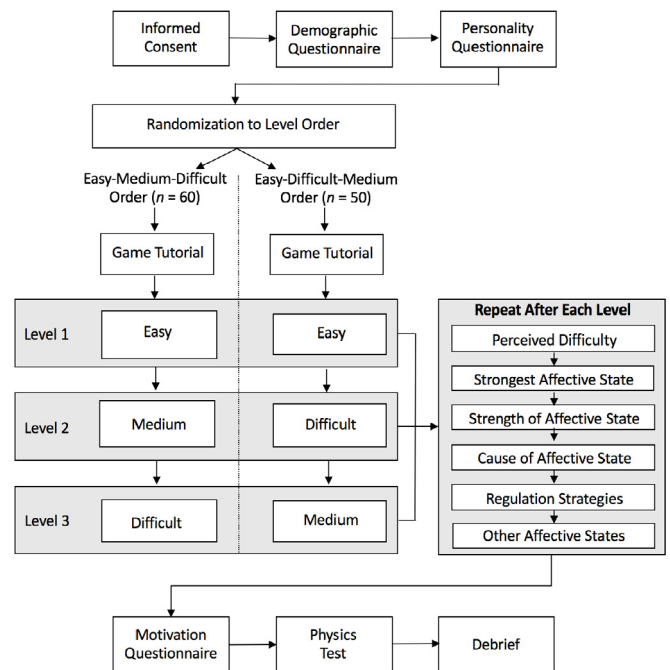 Informed
Consent
Demographic
Questionnaire
Personality
Questionnaire
Randomization to Level Order
Easy-Medium-Difficult
Order (n = 60)
Easy-Difficult-Medium
Order (n = 50)
Game Tutorial
Game Tutorial
Level 1
Easy
Easy
Level 2
Medium
Difficult
Level 3
Difficult
Medium
Repeat After Each Level
Perceived Difficulty
Strongest Affective State
Strength of Affective State
Cause of Affective State
Regulation Strategies
Other Affective States
Motivation
Questionnaire
Physics
Test
Debrief